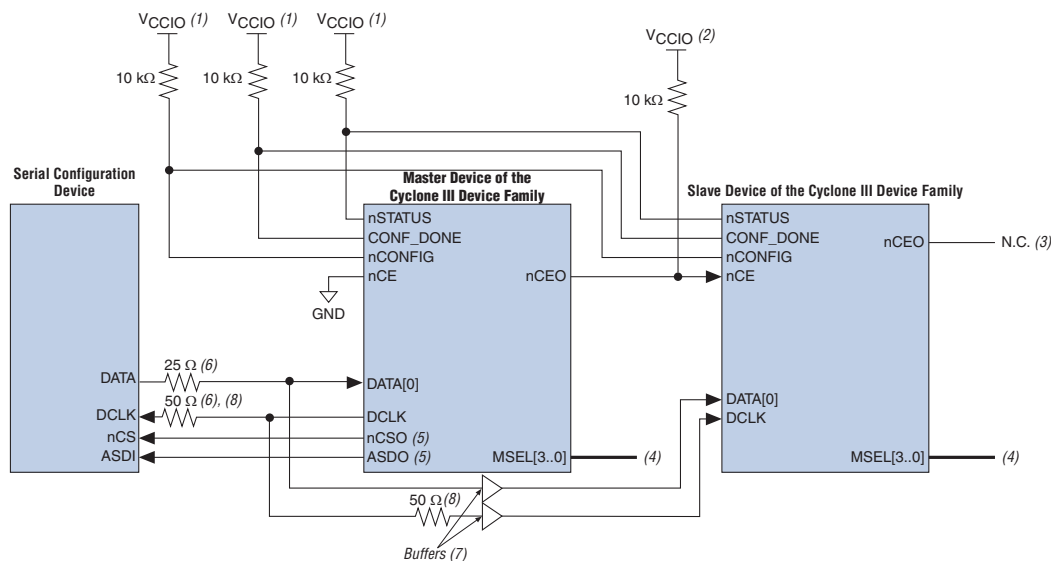 VCCIO (1)
VCCIO (1)
VCCIO (1)
VCCIO (2)
10 kΩ
10 kΩ
10 kΩ
10 kΩ
Serial Configuration
Device
Master Device of the
Cyclone III Device Family
Slave Device of the Cyclone III Device Family
nSTATUS
CONF_DONE
nCONFIG
nCE
nCEO
GND
nSTATUS
CONF_DONE
nCONFIG
nCE
nCEO
N.C. (3)
DATA
25 Ω (6)
DATA[0]
DCLK
50 Ω (6), (8)
DCLK
nCS
nCSO (5)
ASDI
ASDO (5)
MSEL[3..0]
(4)
DATA[0]
DCLK
MSEL[3..0]
(4)
50 Ω (8)
Buffers (7)